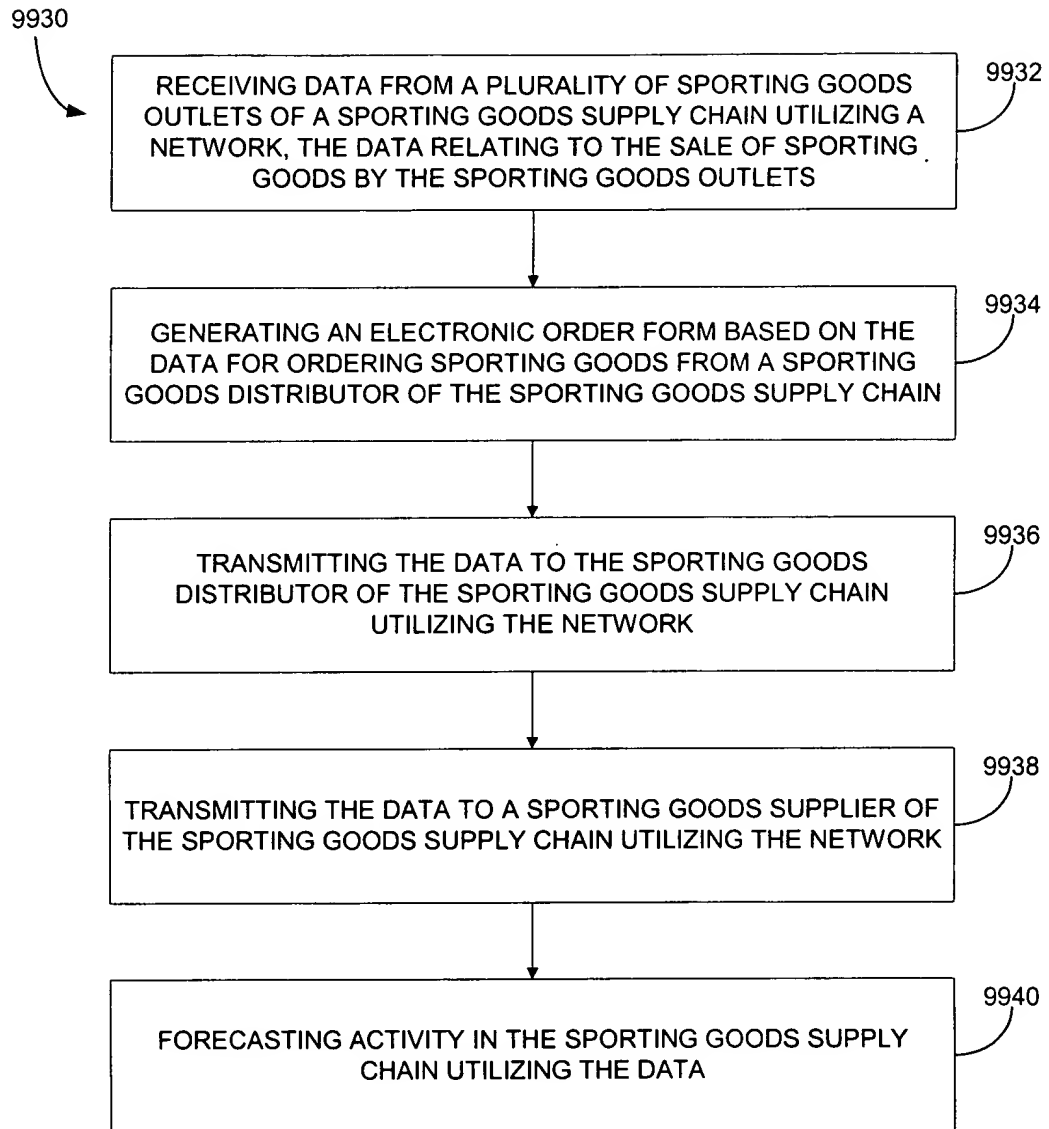 9930
9932
RECEIVING DATA FROM A PLURALITY OF SPORTING GOODS
OUTLETS OF A SPORTING GOODS SUPPLY CHAIN UTILIZING A
NETWORK, THE DATA RELATING TO THE SALE OF SPORTING
GOODS BY THE SPORTING GOODS OUTLETS
9934
GENERATING AN ELECTRONIC ORDER FORM BASED ON THE
DATA FOR ORDERING SPORTING GOODS FROM A SPORTING
GOODS DISTRIBUTOR OF THE SPORTING GOODS SUPPLY CHAIN
9936
TRANSMITTING THE DATA TO THE SPORTING GOODS
DISTRIBUTOR OF THE SPORTING GOODS SUPPLY CHAIN
UTILIZING THE NETWORK
9938
TRANSMITTING THE DATA TO A SPORTING GOODS SUPPLIER OF
THE SPORTING GOODS SUPPLY CHAIN UTILIZING THE NETWORK
9940
FORECASTING ACTIVITY IN THE SPORTING GOODS SUPPLY
CHAIN UTILIZING THE DATA